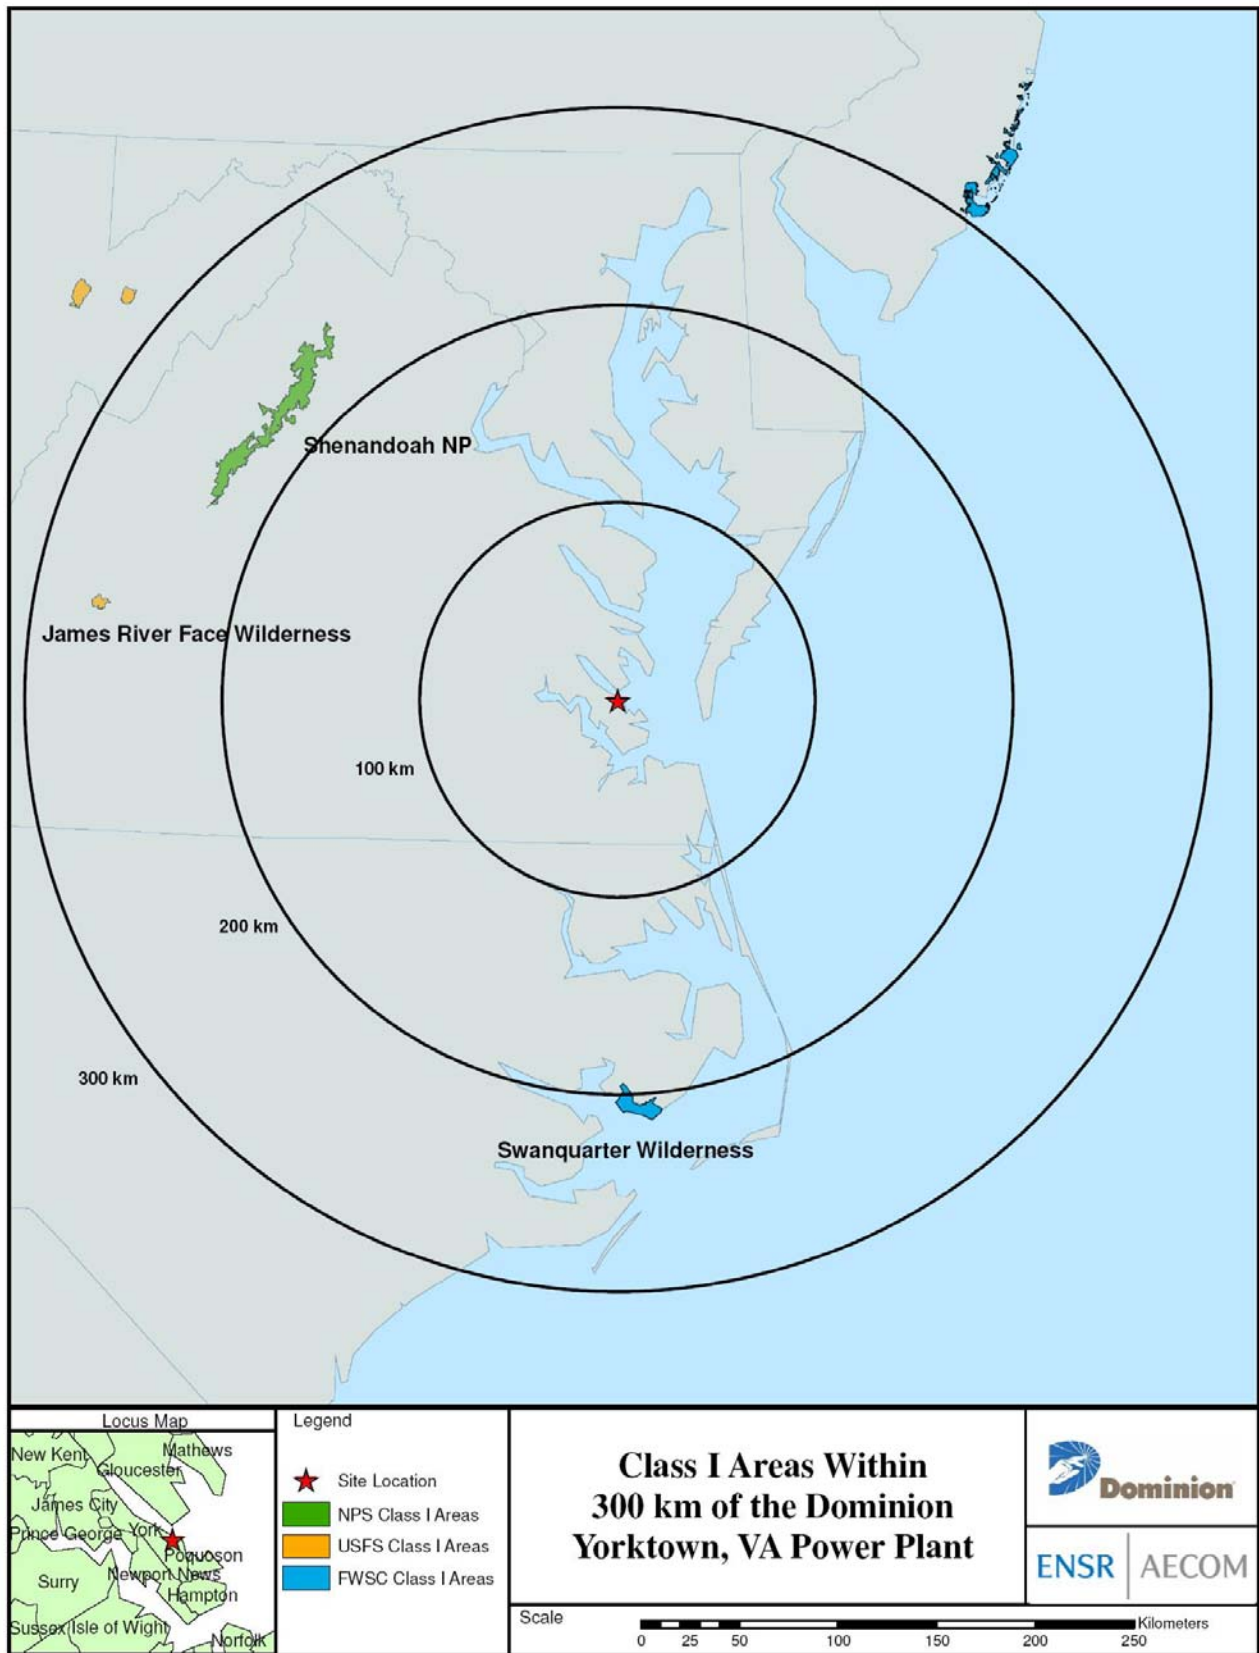 Shenandoah NP
James River Face Wilderness
100 km
200 km
300 km
Swanquarter Wilderness
Locus Map
New Kent
Mathews
Gloucester
James City
Prince George
York
Poquoson
Newport News
Surry
Hampton
Sussex
Isle of Wight
Norfolk
Legend
Site Location
NPS Class I Areas
USFS Class I Areas
FWSC Class I Areas
Class I Areas Within
300 km of the Dominion
Yorktown, VA Power Plant
Scale
Kilometers
0 25 50 100 150 200 250
Dominion
ENSR AECOM